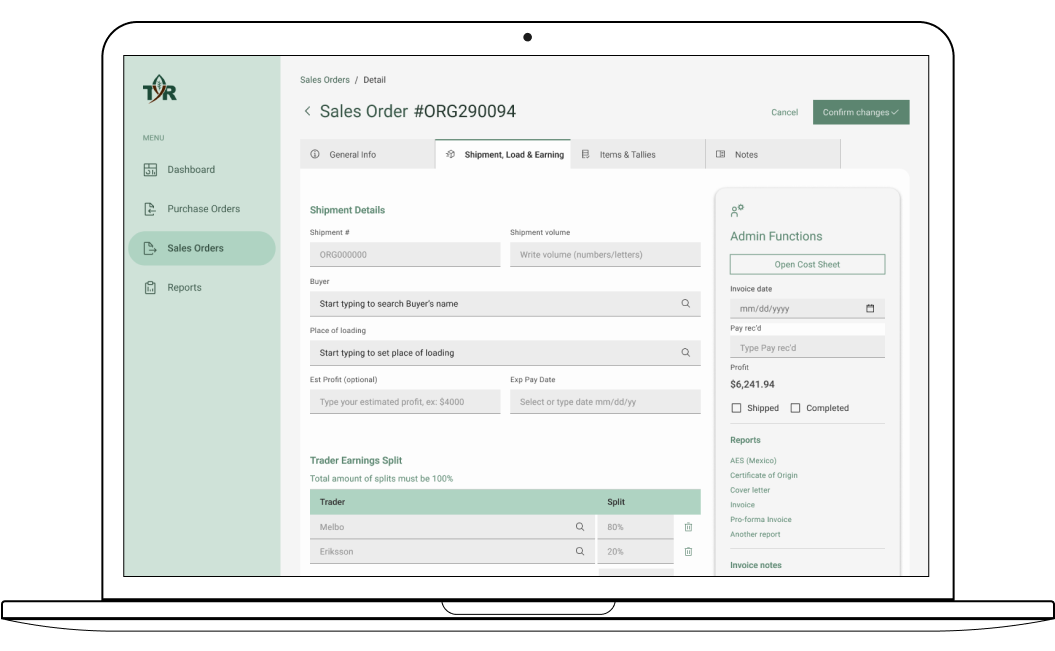 TYR
MENU
Dashboard
Purchase Orders
Sales Orders
Reports
Sales Orders / Detail
< Sales Order #ORG290094
Cancel
Confirm changes
General Info
Shipment, Load & Earning
Items & Tallies
Notes
Shipment Details
Shipment #
Shipment volume
ORG000000
Write volume (numbers/letters)
Buyer
Start typing to search Buyer's name
Place of loading
Start typing to set place of loading
Est Profit (optional)
Exp Pay Date
Type your estimated profit, ex: $4000
Select or type date mm/dd/yy
Trader Earnings Split
Total amount of splits must be 100%
Trader
Split
Melbo
80%
Eriksson
20%
Admin Functions
Open Cost Sheet
Invoice date
mm/dd/yyyy
Pay rec'd
Type Pay rec'd
Profit
$6,241.94
Shipped
Completed
Reports
AES (Mexico)
Certificate of Origin
Cover letter
Invoice
Pro-forma Invoice
Another report
Invoice notes